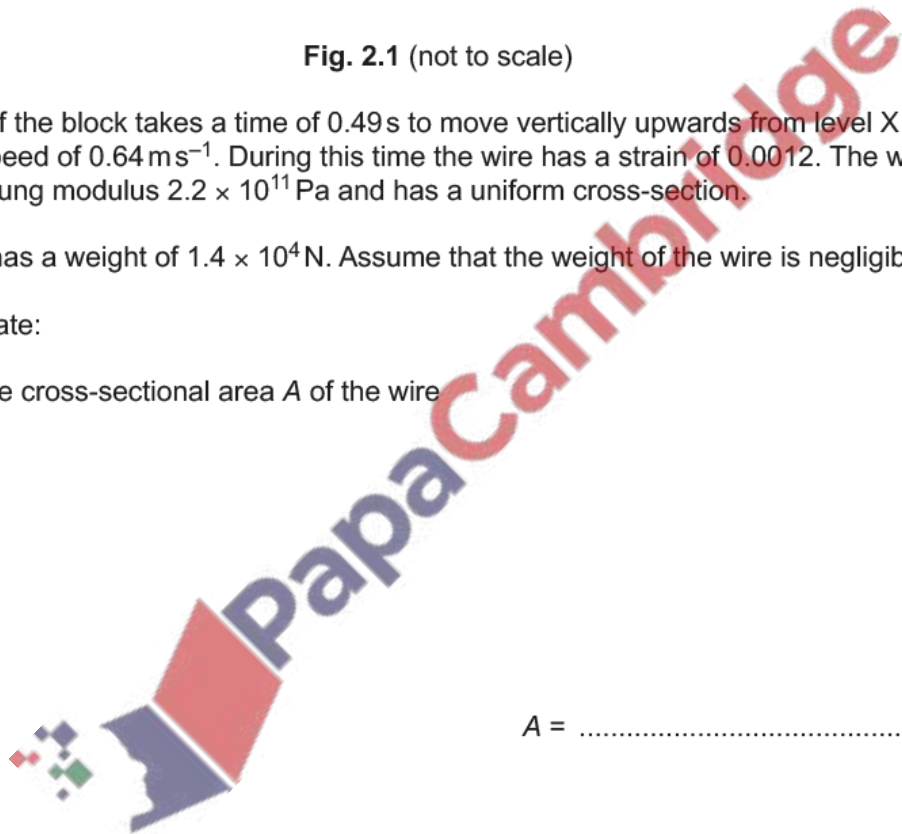 Fig. 2.1 (not to scale)
f the block takes a time of 0.49 s to move vertically upwards from level X
eed of 0.64 m s⁻¹. During this time the wire has a strain of 0.0012. The w
ung modulus 2.2 × 10¹¹ Pa and has a uniform cross-section.
as a weight of 1.4 × 10⁴ N. Assume that the weight of the wire is negligib
ate:
e cross-sectional area A of the wire
PapaCambridge
A = ........................................